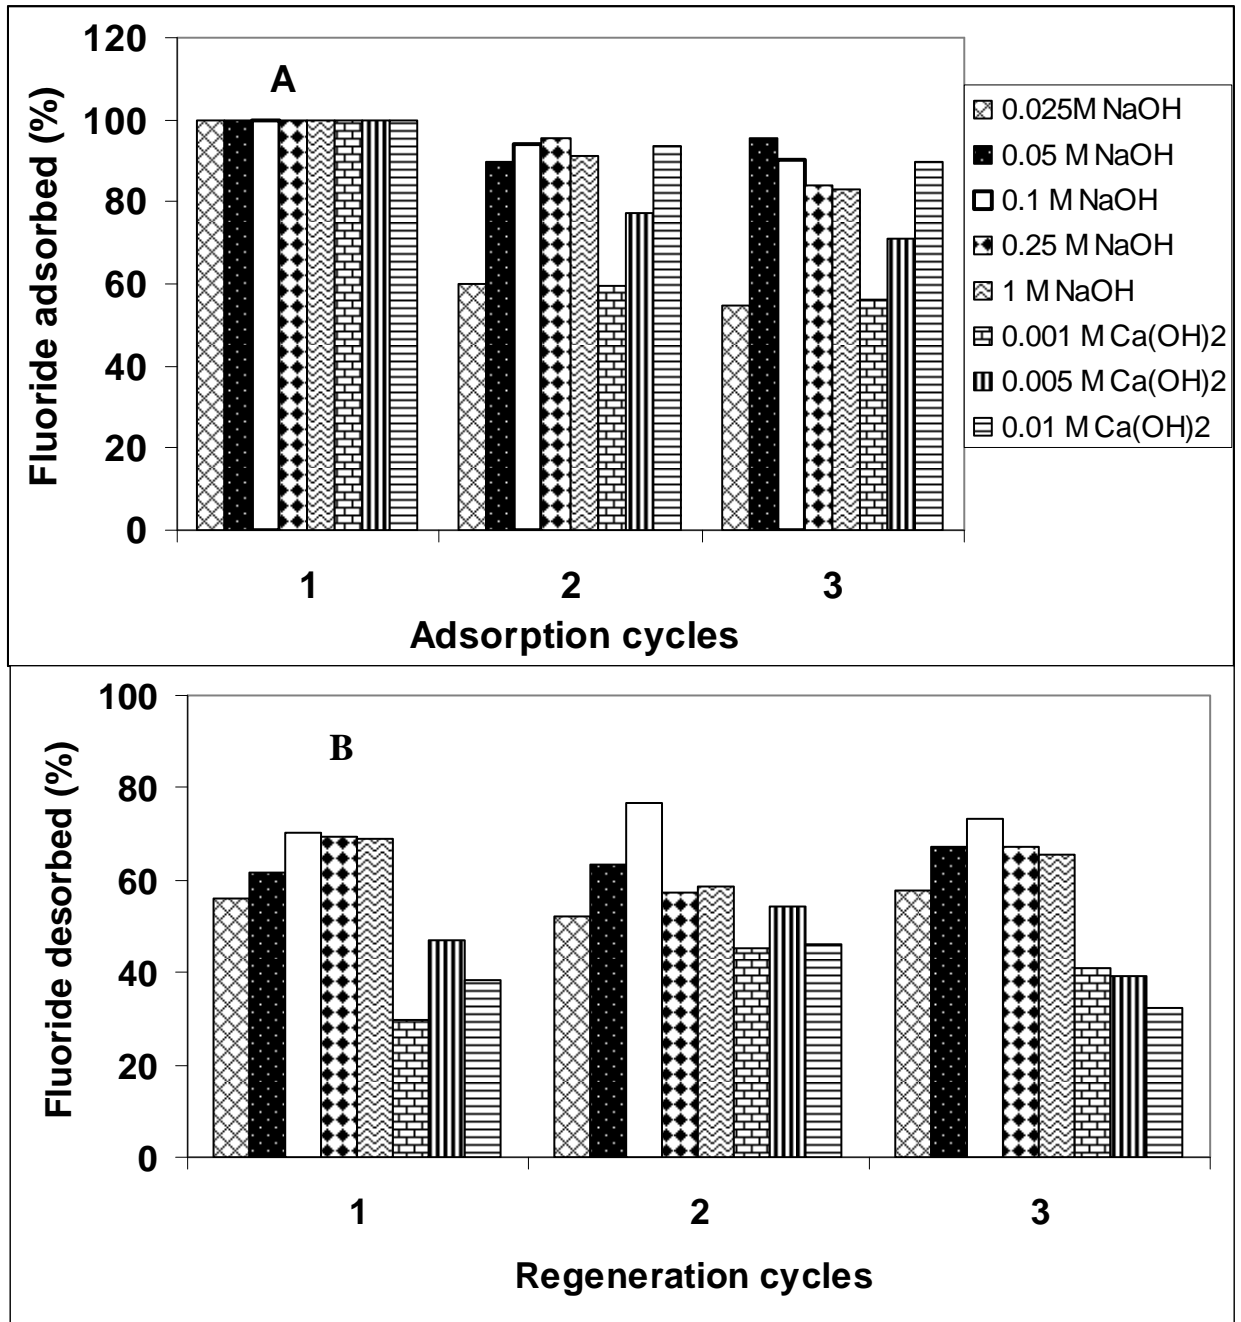 A
Fluoride adsorbed (%)
120
100
80
60
40
20
0
1 2 3
Adsorption cycles
0.025M NaOH
0.05 M NaOH
0.1 M NaOH
0.25 M NaOH
1 M NaOH
0.001 M Ca(OH)2
0.005 M Ca(OH)2
0.01 M Ca(OH)2
B
Fluoride desorbed (%)
100
80
60
40
20
0
1 2 3
Regeneration cycles